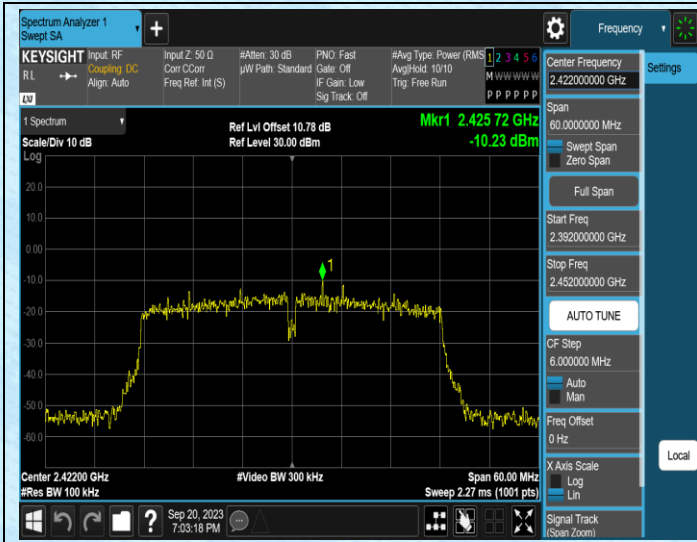 Spectrum Analyzer 1
Swept SA
Frequency
KEYSIGHT
RL
LXI
Input: RF
Coupling: DC
Align: Auto
Input Z: 50 Ω
Corr CCorr
Freq Ref: Int (S)
#Atten: 30 dB
µW Path: Standard
PNO: Fast
Gate: Off
IF Gain: Low
Sig Track: Off
#Avg Type: Power (RMS
Avg|Hold: 10/10
Trig: Free Run
1 2 3 4 5 6
M W W W W W
P P P P P P
1 Spectrum
Scale/Div 10 dB
Log
Ref Lvl Offset 10.78 dB
Ref Level 30.00 dBm
Mkr1 2.425 72 GHz
-10.23 dBm
20.0
10.0
0.00
-10.0
-20.0
-30.0
-40.0
-50.0
-60.0
1
Center 2.42200 GHz
#Res BW 100 kHz
#Video BW 300 kHz
Span 60.00 MHz
Sweep 2.27 ms (1001 pts)
?
Sep 20, 2023
7:03:18 PM
Center Frequency
2.422000000 GHz
Span
60.0000000 MHz
Swept Span
Zero Span
Full Span
Start Freq
2.392000000 GHz
Stop Freq
2.452000000 GHz
AUTO TUNE
CF Step
6.000000 MHz
Auto
Man
Freq Offset
0 Hz
X Axis Scale
Log
Lin
Signal Track
(Span Zoom)
Settings
Local